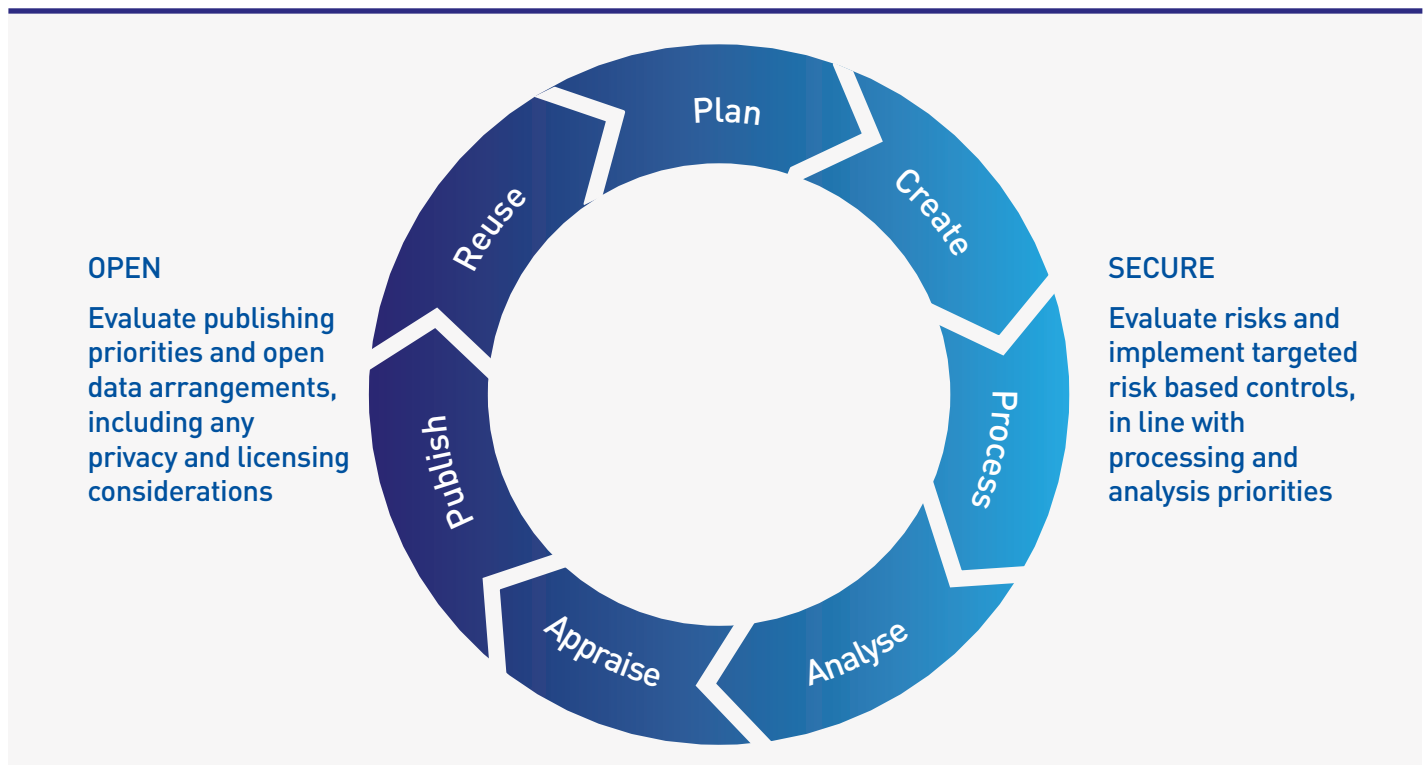 Plan
Create
Process
Analyse
Appraise
Publish
Reuse
OPEN
Evaluate publishing
priorities and open
data arrangements,
including any
privacy and licensing
considerations
SECURE
Evaluate risks and
implement targeted
risk based controls,
in line with
processing and
analysis priorities